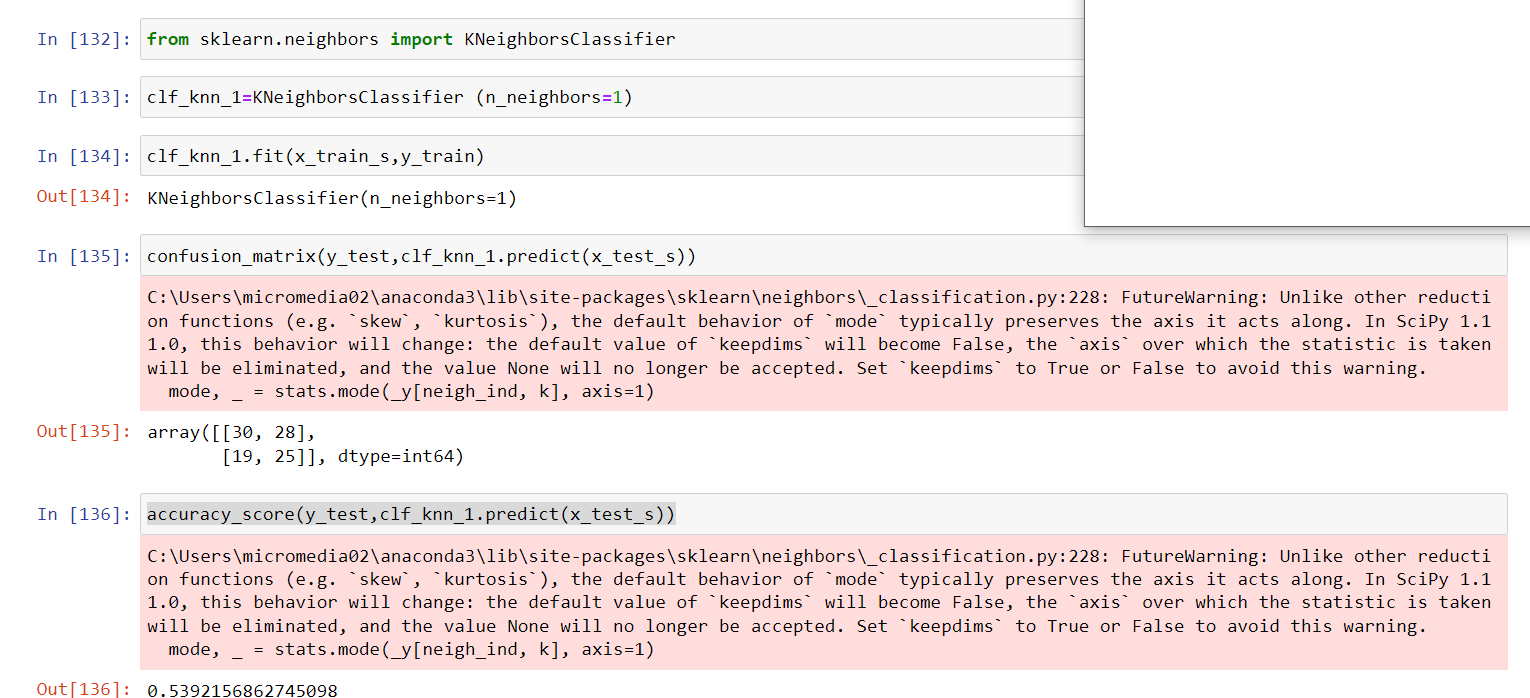 In [132]: from sklearn.neighbors import KNeighborsClassifier
In [133]: clf_knn_1=KNeighborsClassifier (n_neighbors=1)
In [134]: clf_knn_1.fit(x_train_s,y_train)
Out[134]: KNeighborsClassifier(n_neighbors=1)
In [135]: confusion_matrix(y_test,clf_knn_1.predict(x_test_s))
C:\Users\micromedia02\anaconda3\lib\site-packages\sklearn\neighbors\_classification.py:228: FutureWarning: Unlike other reducti
on functions (e.g. `skew`, `kurtosis`), the default behavior of `mode` typically preserves the axis it acts along. In SciPy 1.1
1.0, this behavior will change: the default value of `keepdims` will become False, the `axis` over which the statistic is taken
will be eliminated, and the value None will no longer be accepted. Set `keepdims` to True or False to avoid this warning.
  mode, _ = stats.mode(_y[neigh_ind, k], axis=1)
Out[135]: array([[30, 28],
       [19, 25]], dtype=int64)
In [136]: accuracy_score(y_test,clf_knn_1.predict(x_test_s))
C:\Users\micromedia02\anaconda3\lib\site-packages\sklearn\neighbors\_classification.py:228: FutureWarning: Unlike other reducti
on functions (e.g. `skew`, `kurtosis`), the default behavior of `mode` typically preserves the axis it acts along. In SciPy 1.1
1.0, this behavior will change: the default value of `keepdims` will become False, the `axis` over which the statistic is taken
will be eliminated, and the value None will no longer be accepted. Set `keepdims` to True or False to avoid this warning.
  mode, _ = stats.mode(_y[neigh_ind, k], axis=1)
Out[136]: 0.5392156862745098